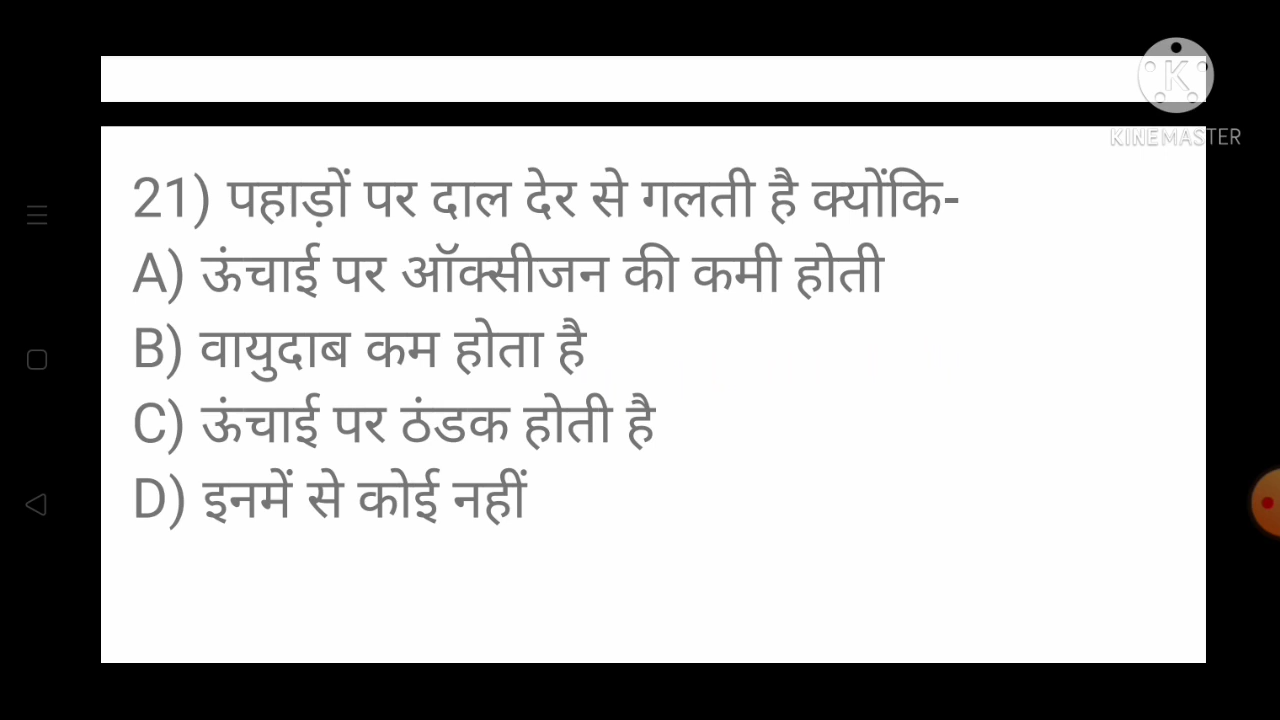 K
KINEMASTER
21) पहाड़ों पर दाल देर से गलती है क्योंकि-
A) ऊंचाई पर ऑक्सीजन की कमी होती
B) वायुदाब कम होता है
C) ऊंचाई पर ठंडक होती है
D) इनमें से कोई नहीं